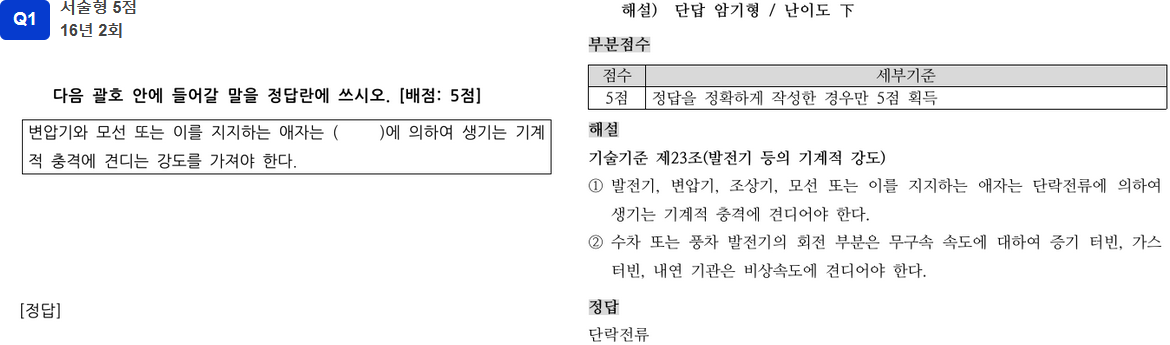 Q1
서술형 5점
16년 2회
다음 괄호 안에 들어갈 말을 정답란에 쓰시오. [배점: 5점]
변압기와 모선 또는 이를 지지하는 애자는 (      )에 의하여 생기는 기계
적 충격에 견디는 강도를 가져야 한다.
[정답]
해설) 단답 암기형 / 난이도 下
부분점수
점수 세부기준
5점 정답을 정확하게 작성한 경우만 5점 획득
해설
기술기준 제23조(발전기 등의 기계적 강도)
① 발전기, 변압기, 조상기, 모선 또는 이를 지지하는 애자는 단락전류에 의하여
생기는 기계적 충격에 견디어야 한다.
② 수차 또는 풍차 발전기의 회전 부분은 무구속 속도에 대하여 증기 터빈, 가스
터빈, 내연 기관은 비상속도에 견디어야 한다.
정답
단락전류